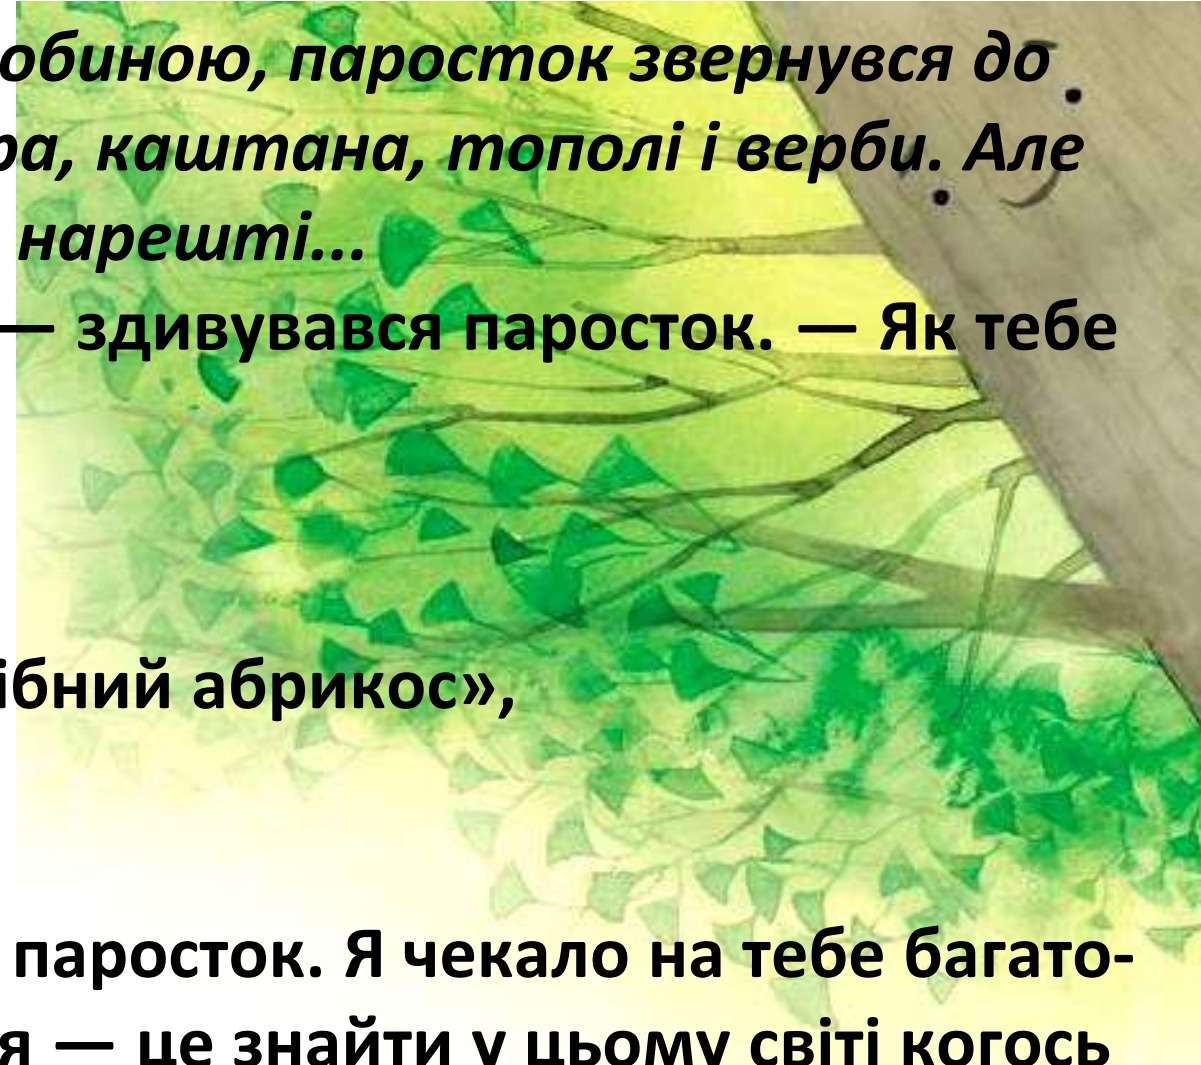 обиною, паросток звернувся до
ра, каштана, тополі і верби. Але
нарешті...
— здивувався паросток. — Як тебе
ібний абрикос»,
паросток. Я чекало на тебе багато-
я — це знайти у цьому світі когось